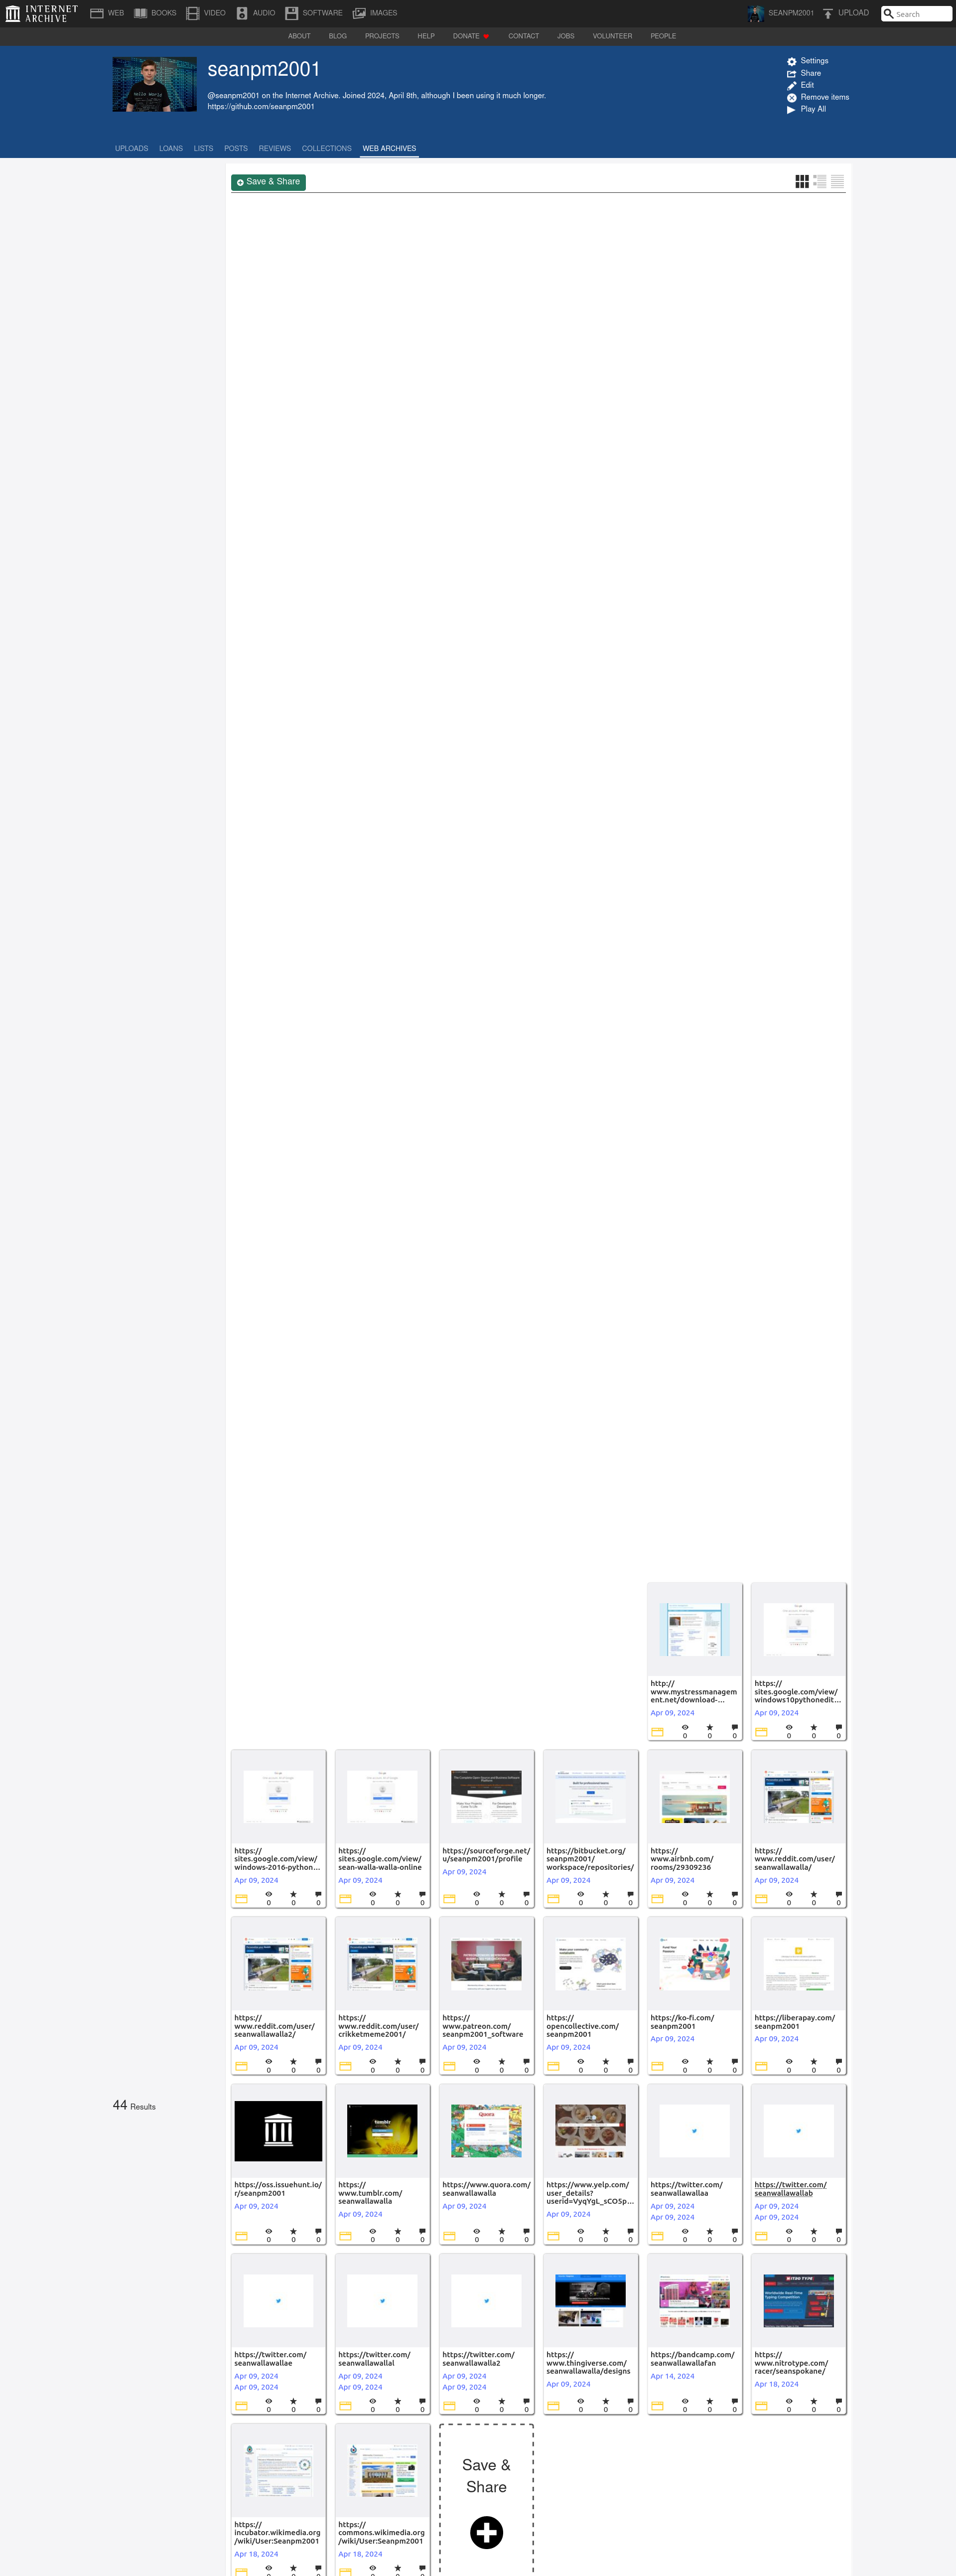 INTERNET ARCHIVE
WEB BOOKS VIDEO AUDIO SOFTWARE IMAGES SEANPM2001 UPLOAD Search
ABOUT BLOG PROJECTS HELP DONATE CONTACT JOBS VOLUNTEER PEOPLE
seanpm2001
@seanpm2001 on the Internet Archive. Joined 2024, April 8th, although I been using it much longer.
https://github.com/seanpm2001
Settings
Share
Edit
Remove items
Play All
UPLOADS LOANS LISTS POSTS REVIEWS COLLECTIONS WEB ARCHIVES
Save & Share
44 Results
http://
www.mystressmanagem
ent.net/download-...
Apr 09, 2024
0 0 0
https://
sites.google.com/view/
windows10pythonedit...
Apr 09, 2024
0 0 0
https://
sites.google.com/view/
windows-2016-python...
Apr 09, 2024
0 0 0
https://
sites.google.com/view/
sean-walla-walla-online
Apr 09, 2024
0 0 0
https://sourceforge.net/
u/seanpm2001/profile
Apr 09, 2024
0 0 0
https://bitbucket.org/
seanpm2001/
workspace/repositories/
Apr 09, 2024
0 0 0
https://
www.airbnb.com/
rooms/29309236
Apr 09, 2024
0 0 0
https://
www.reddit.com/user/
seanwallawalla/
Apr 09, 2024
0 0 0
https://
www.reddit.com/user/
seanwallawalla2/
Apr 09, 2024
0 0 0
https://
www.reddit.com/user/
crikketmeme2001/
Apr 09, 2024
0 0 0
https://
www.patreon.com/
seanpm2001_software
Apr 09, 2024
0 0 0
https://
opencollective.com/
seanpm2001
Apr 09, 2024
0 0 0
https://ko-fi.com/
seanpm2001
Apr 09, 2024
0 0 0
https://liberapay.com/
seanpm2001
Apr 09, 2024
0 0 0
https://oss.issuehunt.io/
r/seanpm2001
Apr 09, 2024
0 0 0
tumblr
https://
www.tumblr.com/
seanwallawalla
Apr 09, 2024
0 0 0
Quora
https://www.quora.com/
seanwallawalla
Apr 09, 2024
0 0 0
https://www.yelp.com/
user_details?
userid=VyqYgL_sCO5p...
Apr 09, 2024
0 0 0
https://twitter.com/
seanwallawallaa
Apr 09, 2024
Apr 09, 2024
0 0 0
https://twitter.com/
seanwallawallab
Apr 09, 2024
Apr 09, 2024
0 0 0
https://twitter.com/
seanwallawallae
Apr 09, 2024
Apr 09, 2024
0 0 0
https://twitter.com/
seanwallawallal
Apr 09, 2024
Apr 09, 2024
0 0 0
https://twitter.com/
seanwallawalla2
Apr 09, 2024
Apr 09, 2024
0 0 0
https://
www.thingiverse.com/
seanwallawalla/designs
Apr 09, 2024
0 0 0
https://bandcamp.com/
seanwallawallafan
Apr 14, 2024
0 0 0
NITRO TYPE
https://
www.nitrotype.com/
racer/seanspokane/
Apr 18, 2024
0 0 0
https://
incubator.wikimedia.org
/wiki/User:Seanpm2001
Apr 18, 2024
https://
commons.wikimedia.org
/wiki/User:Seanpm2001
Apr 18, 2024
Save &
Share